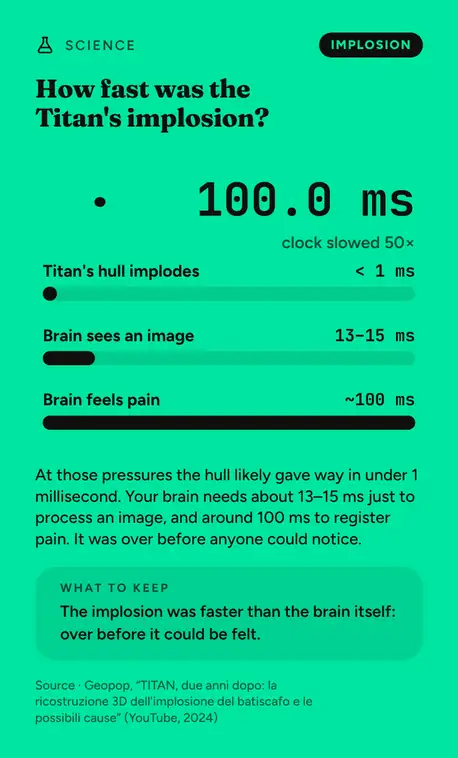 SCIENCE
IMPLOSION
How fast was the
Titan's implosion?
100.0 ms
clock slowed 50×
Titan's hull implodes < 1 ms
Brain sees an image 13–15 ms
Brain feels pain ~100 ms
At those pressures the hull likely gave way in under 1
millisecond. Your brain needs about 13–15 ms just to
process an image, and around 100 ms to register
pain. It was over before anyone could notice.
WHAT TO KEEP
The implosion was faster than the brain itself:
over before it could be felt.
Source · Geopop, “TITAN, due anni dopo: la
ricostruzione 3D dell’implosione del batiscafo e le
possibili cause” (YouTube, 2024)